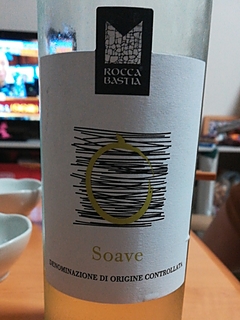 ROCCA
BASTIA
Soave
DENOMINAZIONE DI ORIGINE CONTROLLATA